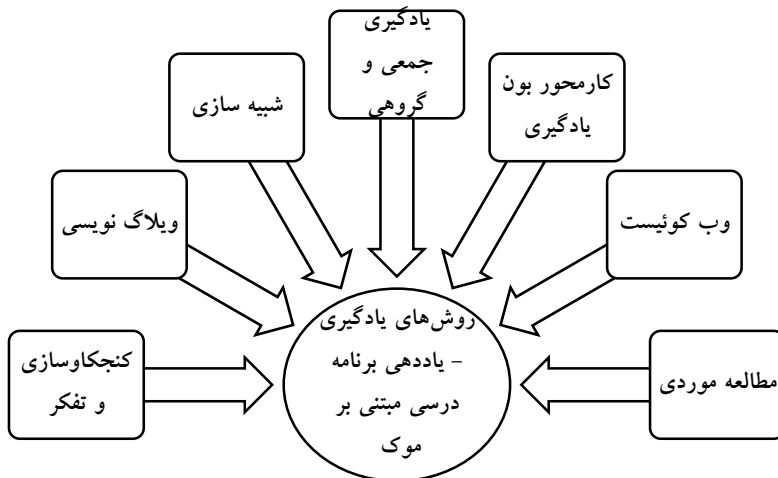 یادگیری
جمعی و
گروهی
کارمحور بون
یادگیری
شبیه سازی
وب کوئیست
ویلاگ نویسی
مطالعه موردی
کنجکاوسازی
و تفکر
روش‌های یادگیری
– یاددهی برنامه
درسی مبتنی بر
موک